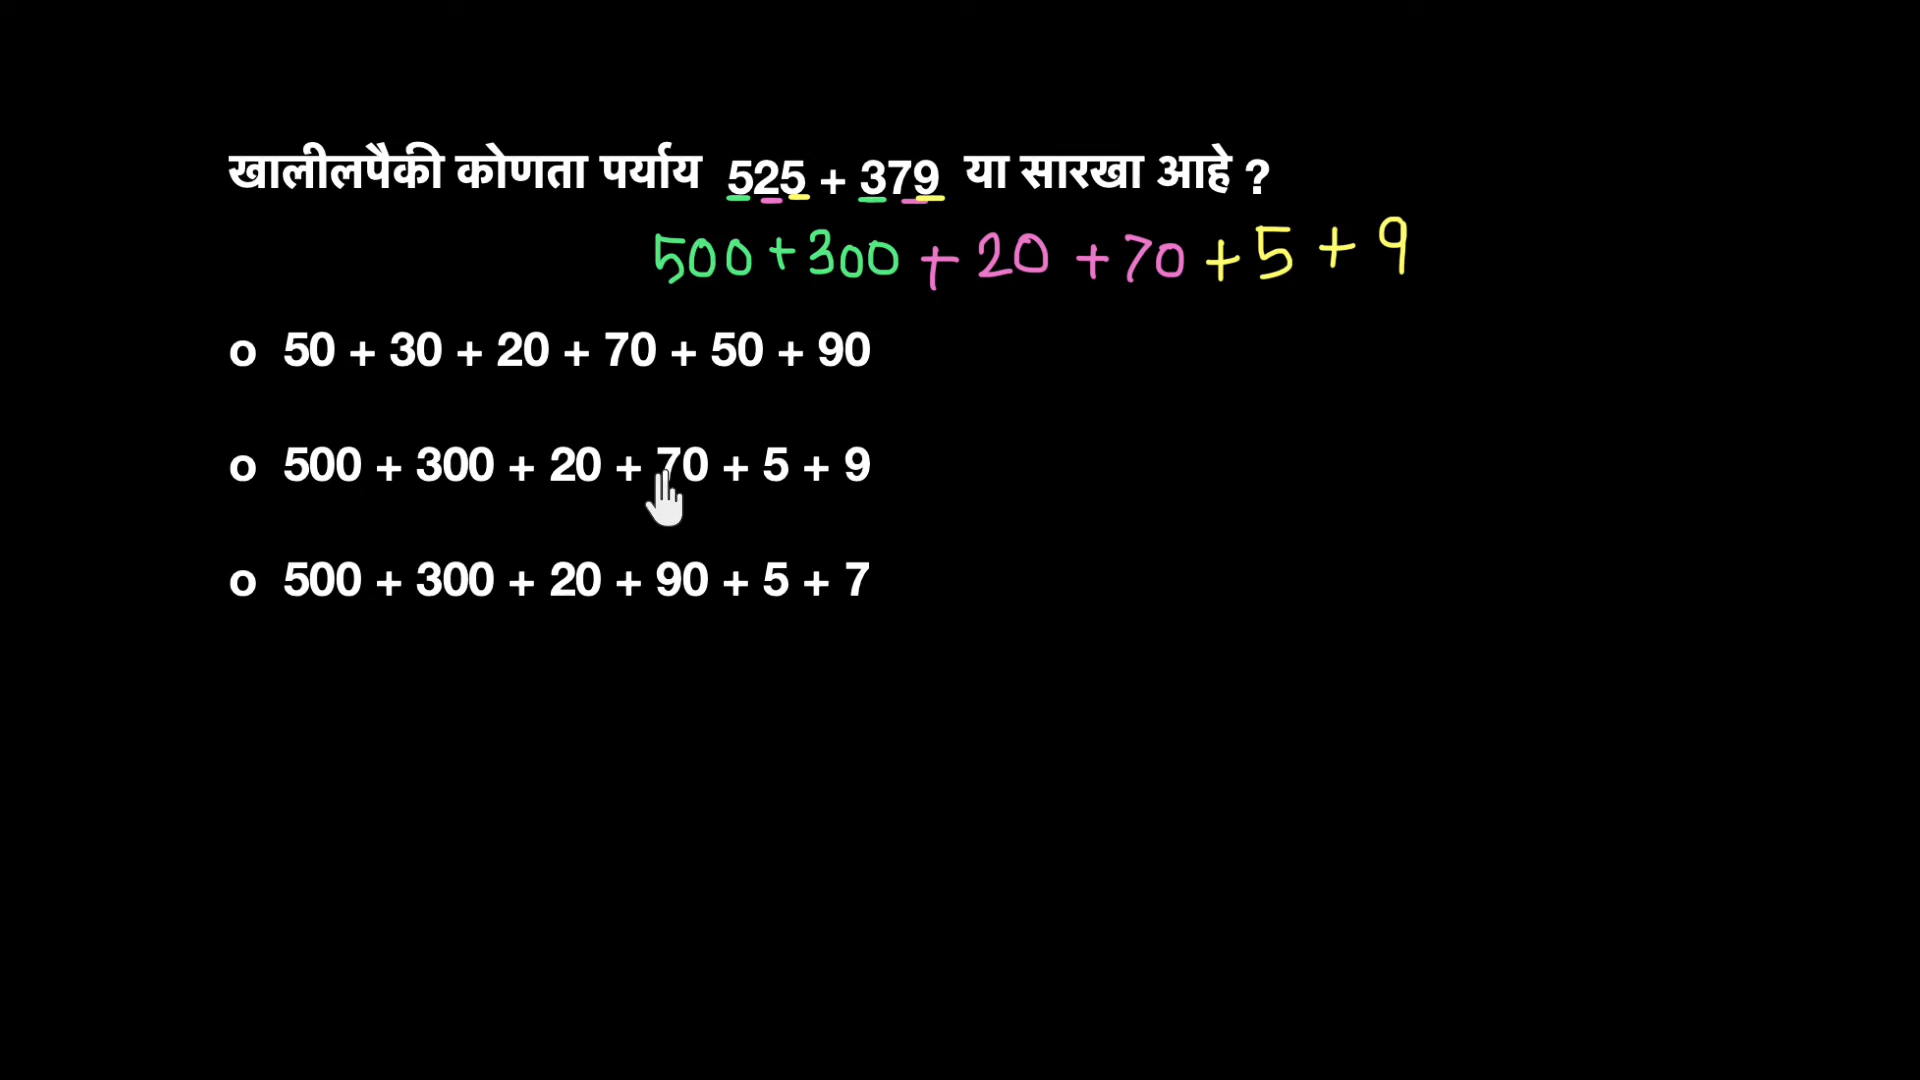 खालीलपैकी कोणता पर्याय 525 + 379 या सारखा आहे ?
500 + 300 + 20 + 70 + 5 + 9
o 50 + 30 + 20 + 70 + 50 + 90
o 500 + 300 + 20 + 70 + 5 + 9
o 500 + 300 + 20 + 90 + 5 + 7